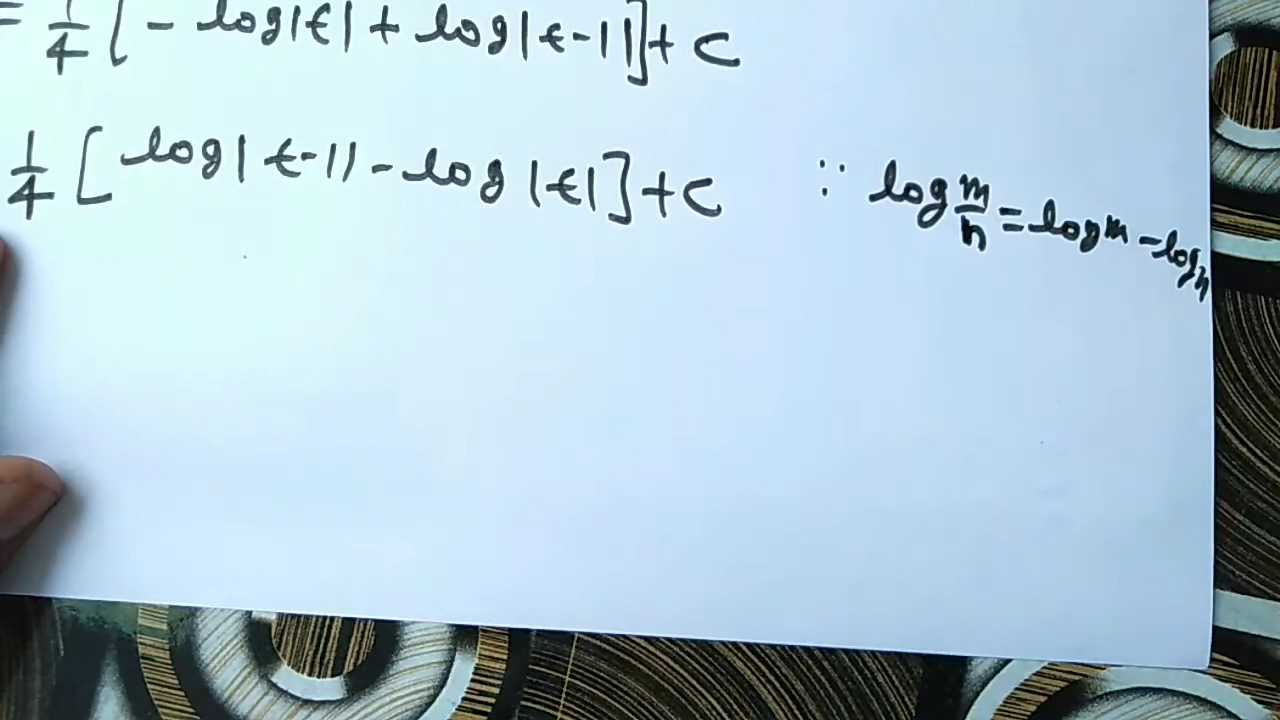 = 1/4 [- log|t| + log|t-1|] + C
1/4 [log|t-1| - log|t|] + C ∵ log m/n = log m - log n